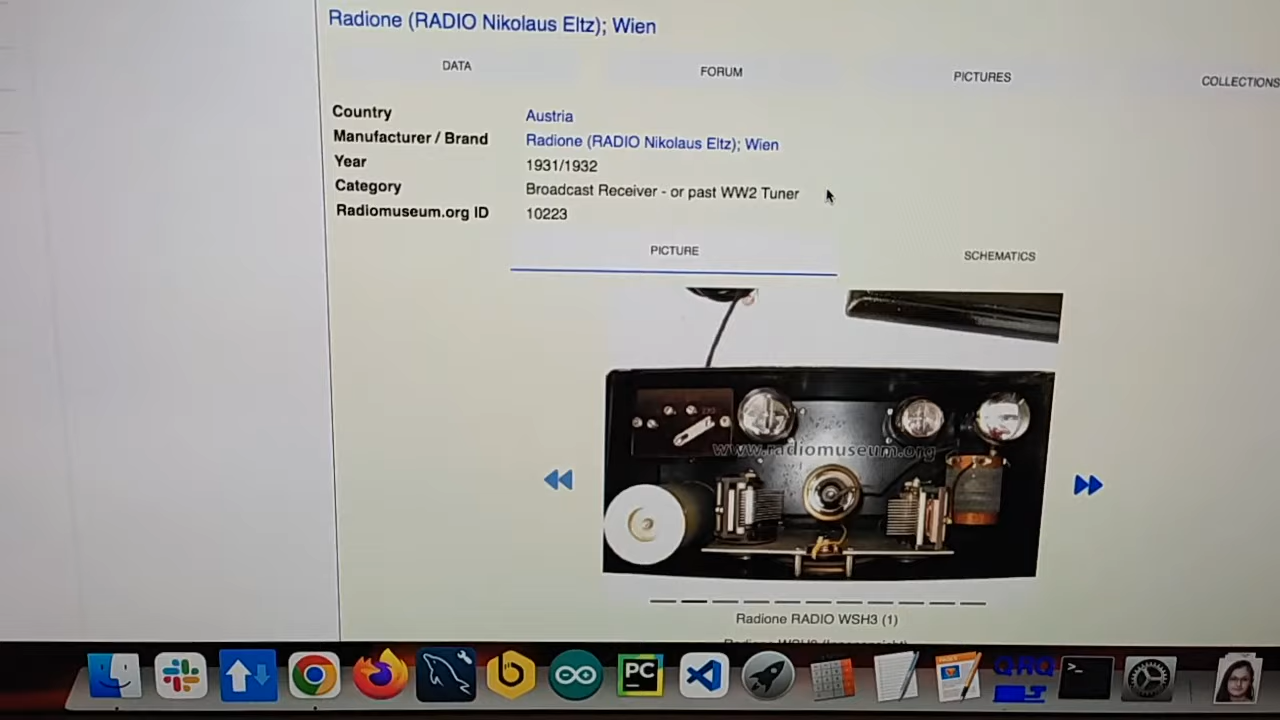 Radione (RADIO Nikolaus Eltz); Wien
DATA FORUM PICTURES COLLECTIONS
Country Austria
Manufacturer / Brand Radione (RADIO Nikolaus Eltz); Wien
Year 1931/1932
Category Broadcast Receiver - or past WW2 Tuner
Radiomuseum.org ID 10223
PICTURE SCHEMATICS
www.radiomuseum.org
Radione RADIO WSH3 (1)
PC
QRQ
>_